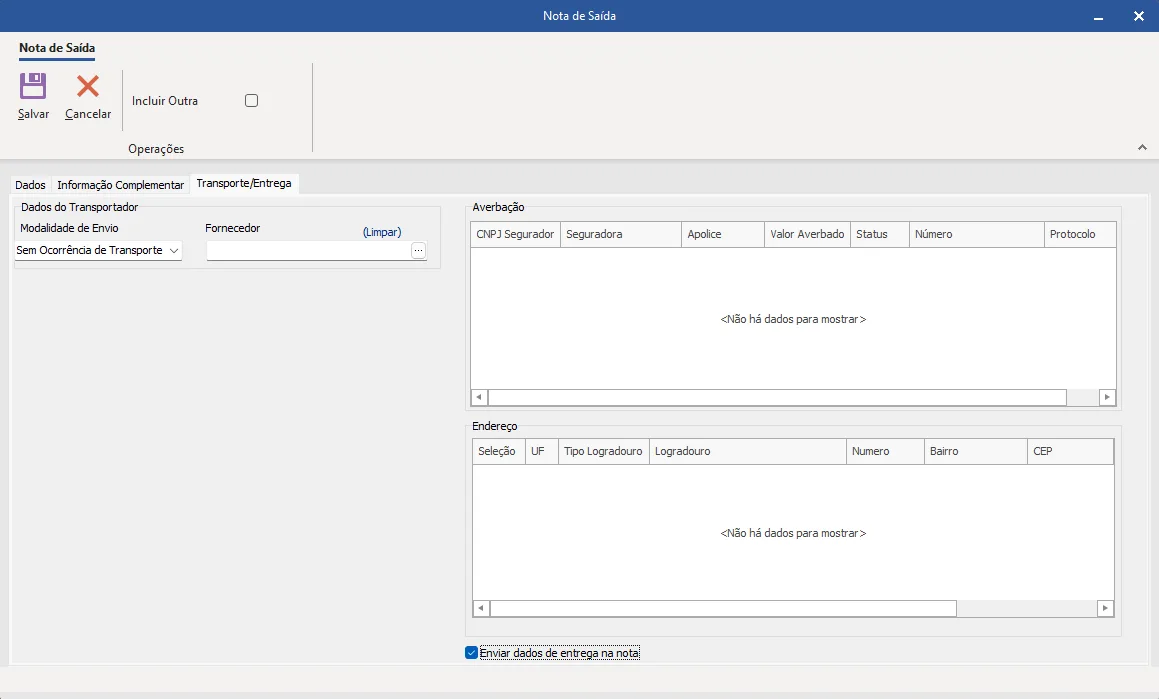 Nota de Saída
Nota de Saída
Salvar
Cancelar
Incluir Outra
Operações
Dados
Informação Complementar
Transporte/Entrega
Dados do Transportador
Modalidade de Envio
Fornecedor
(Limpar)
Sem Ocorrência de Transporte
...
Averbação
CNPJ Segurador
Seguradora
Apolice
Valor Averbado
Status
Número
Protocolo
<Não há dados para mostrar>
Endereço
Seleção
UF
Tipo Logradouro
Logradouro
Numero
Bairro
CEP
<Não há dados para mostrar>
Enviar dados de entrega na nota